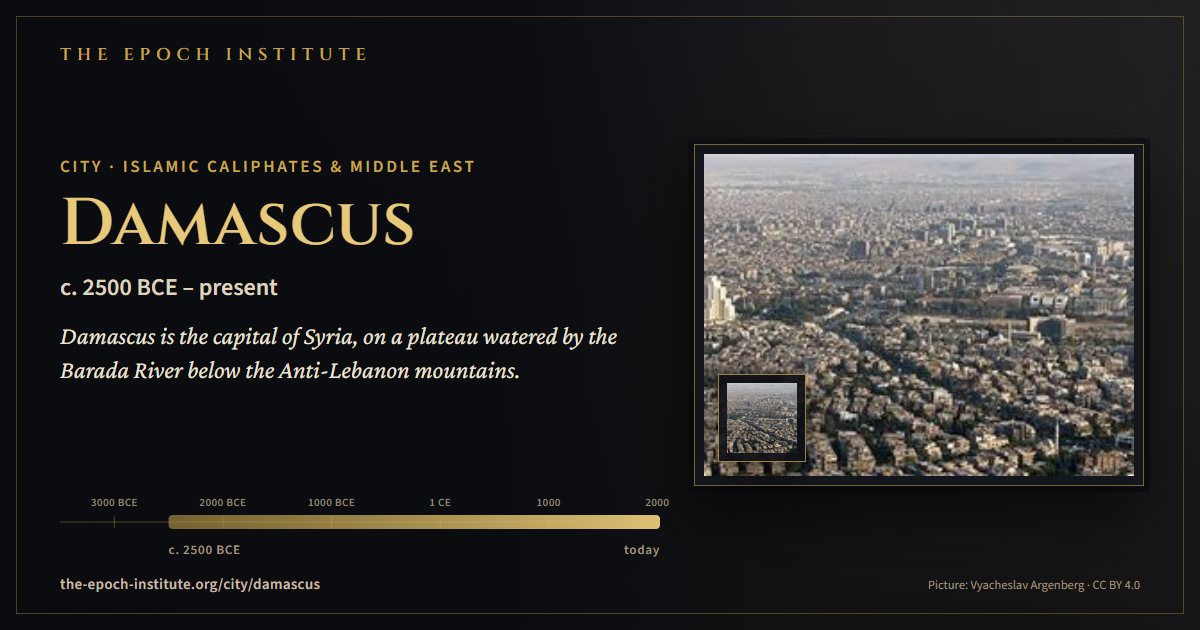 THE EPOCH INSTITUTE
CITY · ISLAMIC CALIPHATES & MIDDLE EAST
DAMASCUS
c. 2500 BCE – present
Damascus is the capital of Syria, on a plateau watered by the
Barada River below the Anti-Lebanon mountains.
3000 BCE 2000 BCE 1000 BCE 1 CE 1000 2000
c. 2500 BCE today
the-epoch-institute.org/city/damascus
Picture: Vyacheslav Argenberg · CC BY 4.0